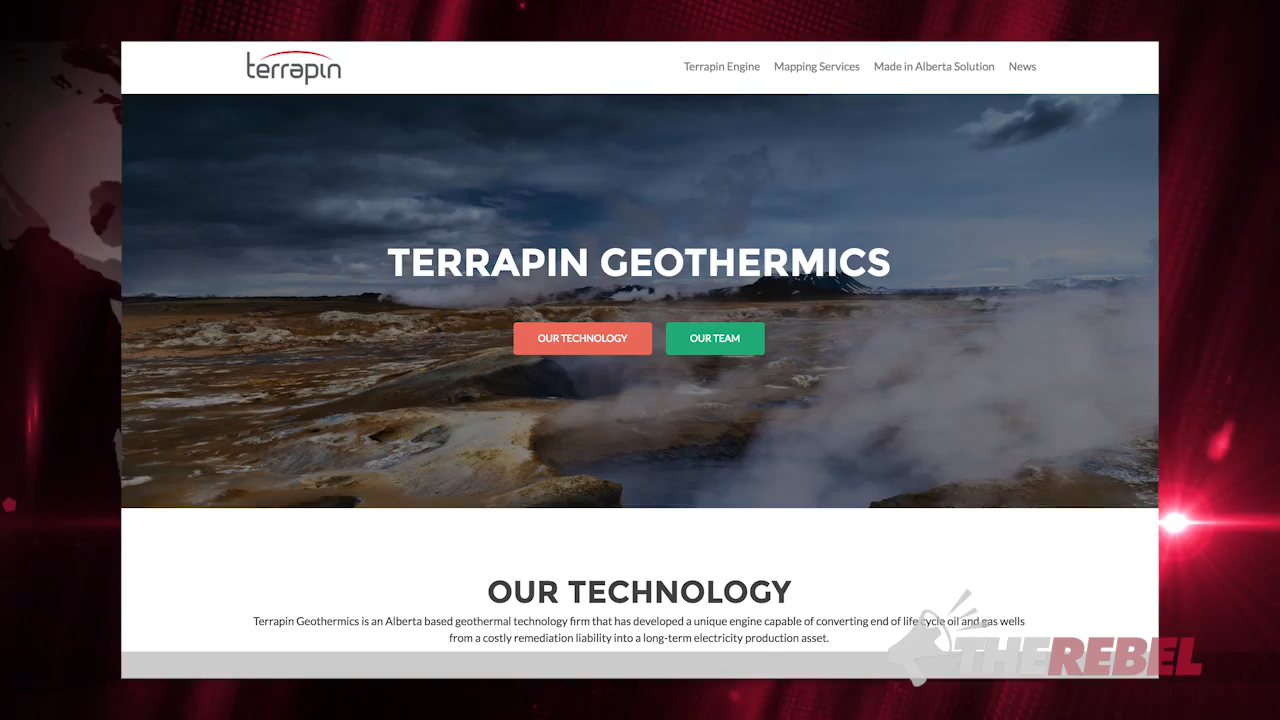 terrapin
Terrapin Engine Mapping Services Made in Alberta Solution News
TERRAPIN GEOTHERMICS
OUR TECHNOLOGY OUR TEAM
OUR TECHNOLOGY
Terrapin Geothermics is an Alberta based geothermal technology firm that has developed a unique engine capable of converting end of life cycle oil and gas wells
from a costly remediation liability into a long-term electricity production asset.
THEREBEL